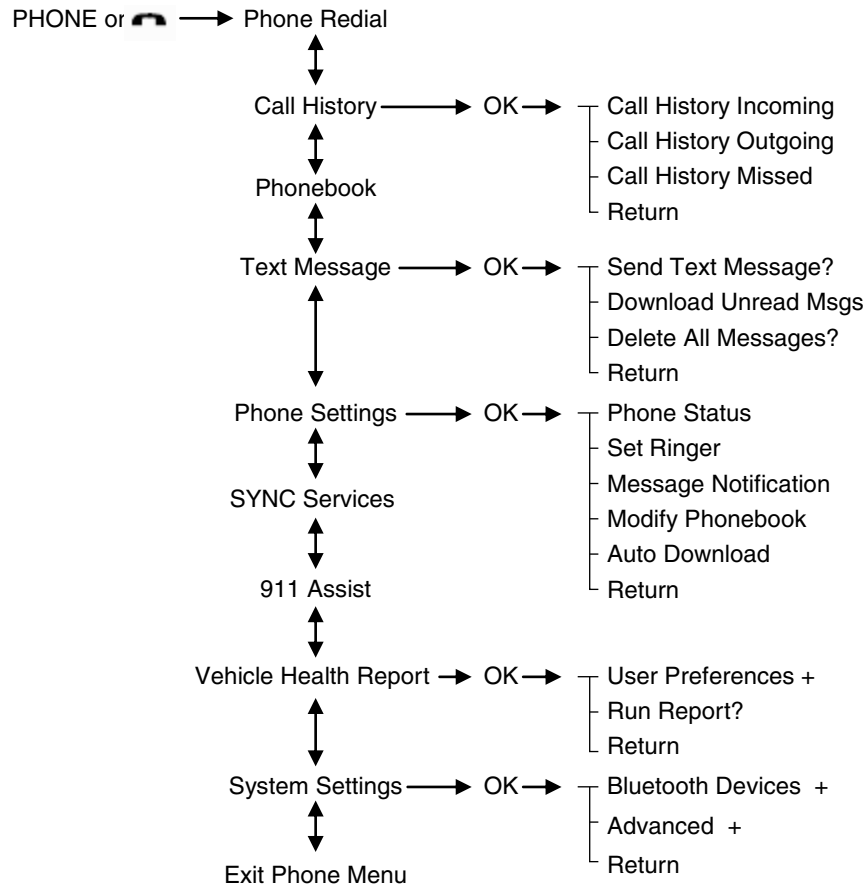 PHONE or Phone Redial
Call History OK Call History Incoming
Call History Outgoing
Call History Missed
Return
Phonebook
Text Message OK Send Text Message?
Download Unread Msgs
Delete All Messages?
Return
Phone Settings OK Phone Status
Set Ringer
Message Notification
Modify Phonebook
Auto Download
Return
SYNC Services
911 Assist
Vehicle Health Report OK User Preferences +
Run Report?
Return
System Settings OK Bluetooth Devices +
Advanced +
Return
Exit Phone Menu